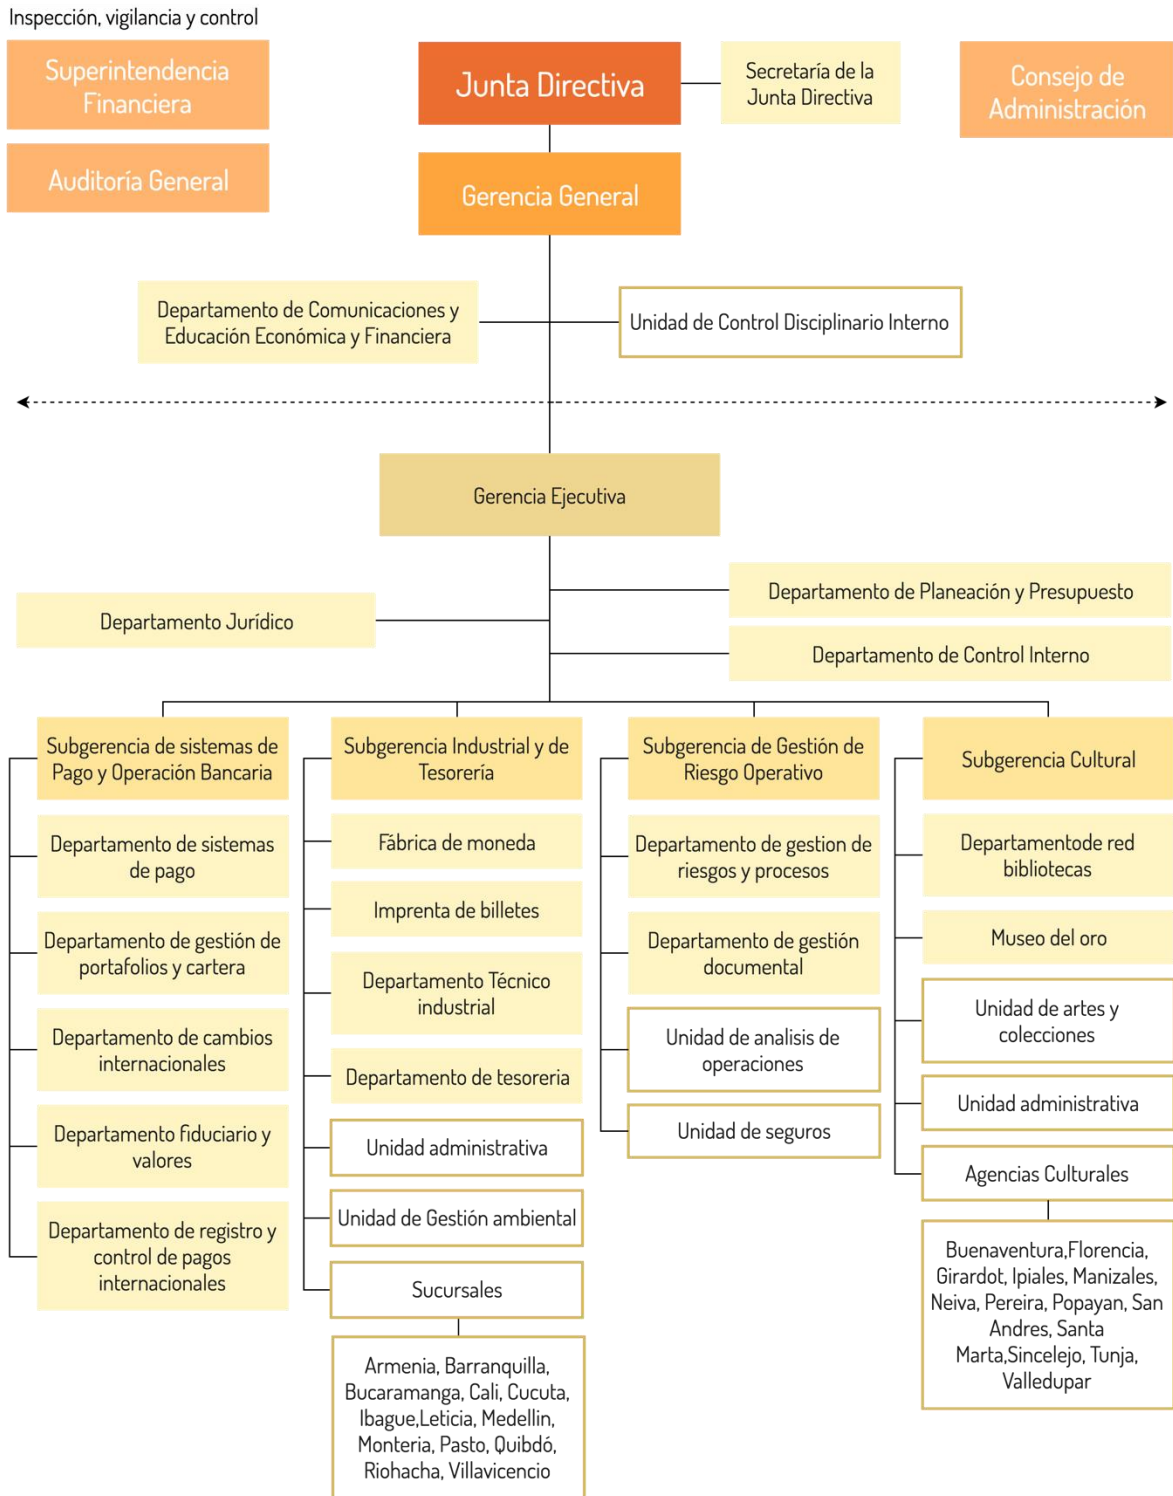 Inspección, vigilancia y control
Superintendencia
Financiera
Auditoría General
Junta Directiva
Secretaría de la
Junta Directiva
Consejo de
Administración
Gerencia General
Departamento de Comunicaciones y
Educación Económica y Financiera
Unidad de Control Disciplinario Interno
Gerencia Ejecutiva
Departamento Jurídico
Departamento de Planeación y Presupuesto
Departamento de Control Interno
Subgerencia de sistemas de
Pago y Operación Bancaria
Departamento de sistemas
de pago
Departamento de gestión de
portafolios y cartera
Departamento de cambios
internacionales
Departamento fiduciario y
valores
Departamento de registro y
control de pagos
internacionales
Subgerencia Industrial y de
Tesorería
Fábrica de moneda
Imprenta de billetes
Departamento Técnico
industrial
Departamento de tesoreria
Unidad administrativa
Unidad de Gestión ambiental
Sucursales
Armenia, Barranquilla,
Bucaramanga, Cali, Cucuta,
Ibague,Leticia, Medellin,
Monteria, Pasto, Quibdó,
Riohacha, Villavicencio
Subgerencia de Gestión de
Riesgo Operativo
Departamento de gestion de
riesgos y procesos
Departamento de gestión
documental
Unidad de analisis de
operaciones
Unidad de seguros
Subgerencia Cultural
Departamentode red
bibliotecas
Museo del oro
Unidad de artes y
colecciones
Unidad administrativa
Agencias Culturales
Buenaventura,Florencia,
Girardot, Ipiales, Manizales,
Neiva, Pereira, Popayan, San
Andres, Santa
Marta,Sincelejo, Tunja,
Valledupar